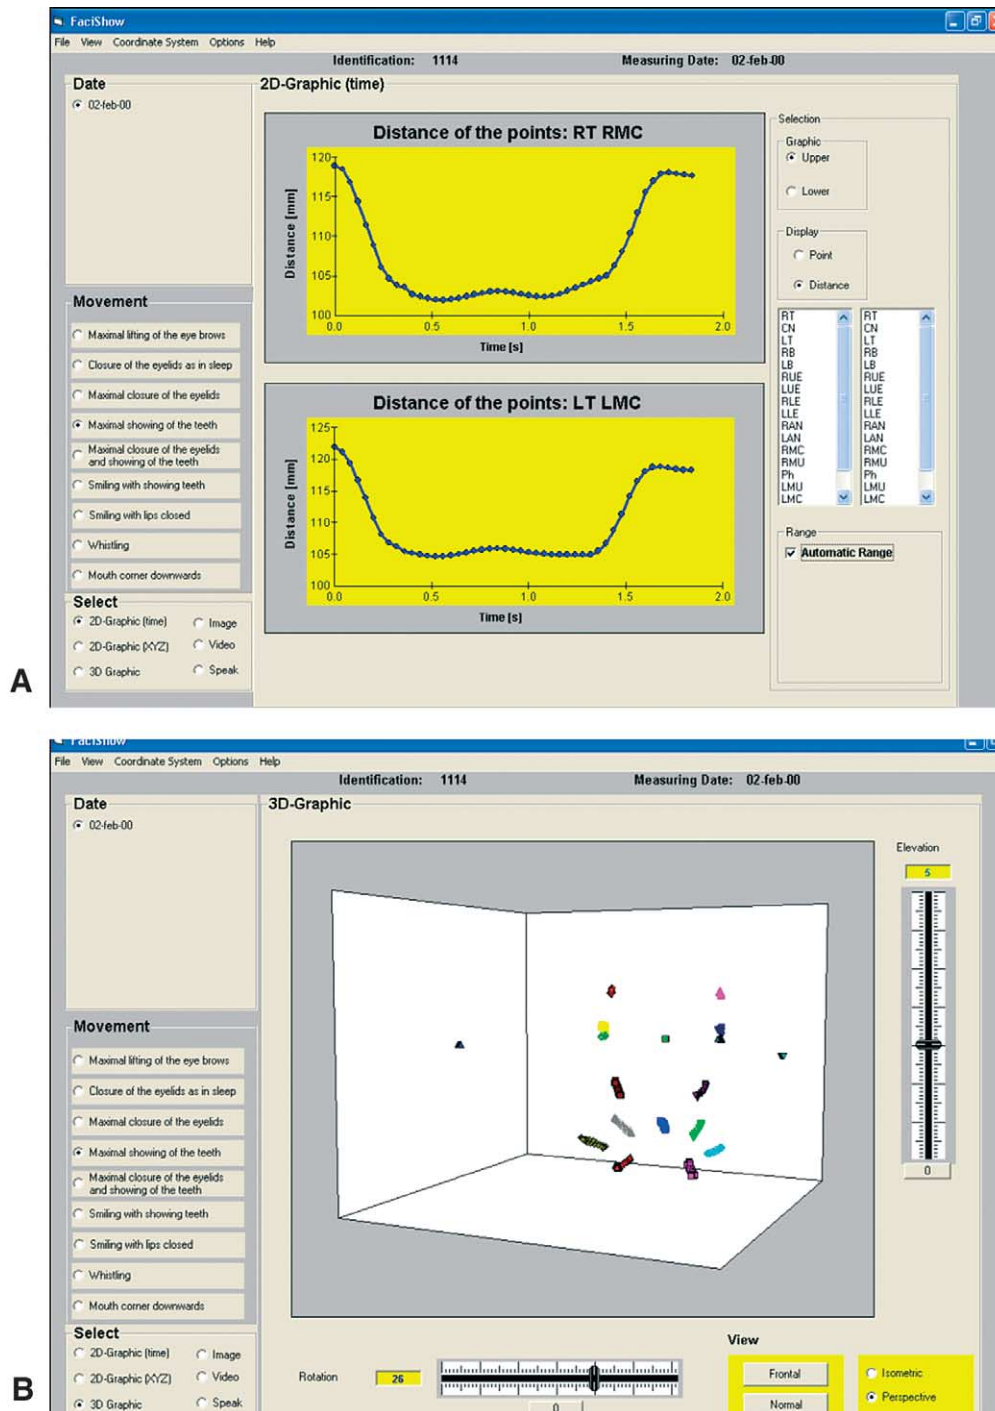 A
FaciShow
File View Coordinate System Options Help
Identification: 1114 Measuring Date: 02-feb-00
Date
02-feb-00
Movement
Maximal lifting of the eye brows
Closure of the eyelids as in sleep
Maximal closure of the eyelids
Maximal showing of the teeth
Maximal closure of the eyelids
and showing of the teeth
Smiling with showing teeth
Smiling with lips closed
Whistling
Mouth corner downwards
Select
2D-Graphic (time) Image
2D-Graphic (XYZ) Video
3D Graphic Speak
2D-Graphic (time)
Distance of the points: RT RMC
Distance [mm]
120
115
110
105
100
0.0 0.5 1.0 1.5 2.0
Time [s]
Distance of the points: LT LMC
Distance [mm]
125
120
115
110
105
100
0.0 0.5 1.0 1.5 2.0
Time [s]
Selection
Graphic
Upper
Lower
Display
Point
Distance
RT RT
CN CN
LT LT
RB RB
LB LB
RUE RUE
LUE LUE
RLE RLE
LLE LLE
RAN RAN
LAN LAN
RMC RMC
RMU RMU
Ph Ph
LMU LMU
LMC LMC
Range
Automatic Range
B
FaciShow
File View Coordinate System Options Help
Identification: 1114 Measuring Date: 02-feb-00
Date
02-feb-00
Movement
Maximal lifting of the eye brows
Closure of the eyelids as in sleep
Maximal closure of the eyelids
Maximal showing of the teeth
Maximal closure of the eyelids
and showing of the teeth
Smiling with showing teeth
Smiling with lips closed
Whistling
Mouth corner downwards
Select
2D-Graphic (time) Image
2D-Graphic (XYZ) Video
3D Graphic Speak
3D-Graphic
Elevation
5
0
Rotation 26
0
View
Frontal
Normal
Isometric
Perspective